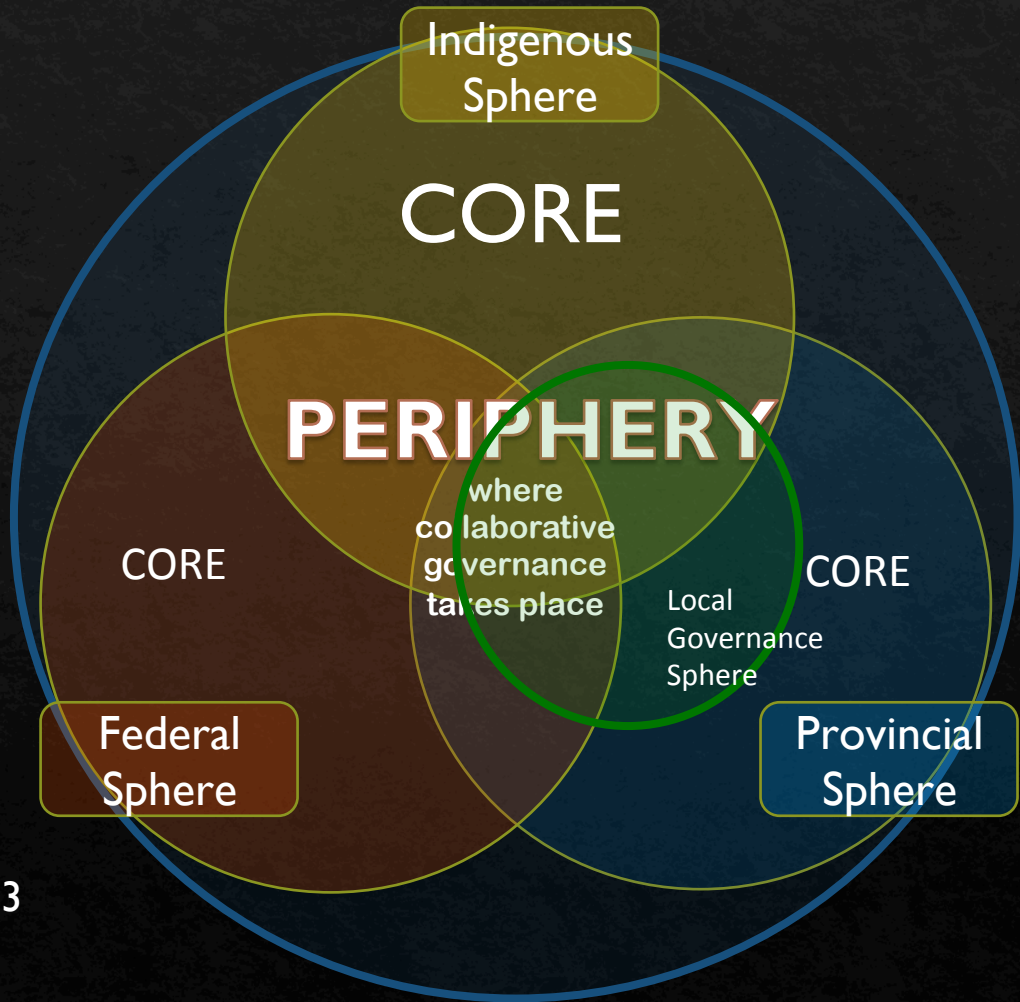 Indigenous
Sphere
CORE
PERIPHERY
where
collaborative
governance
takes place
CORE
CORE
Local
Governance
Sphere
Federal
Sphere
Provincial
Sphere
3